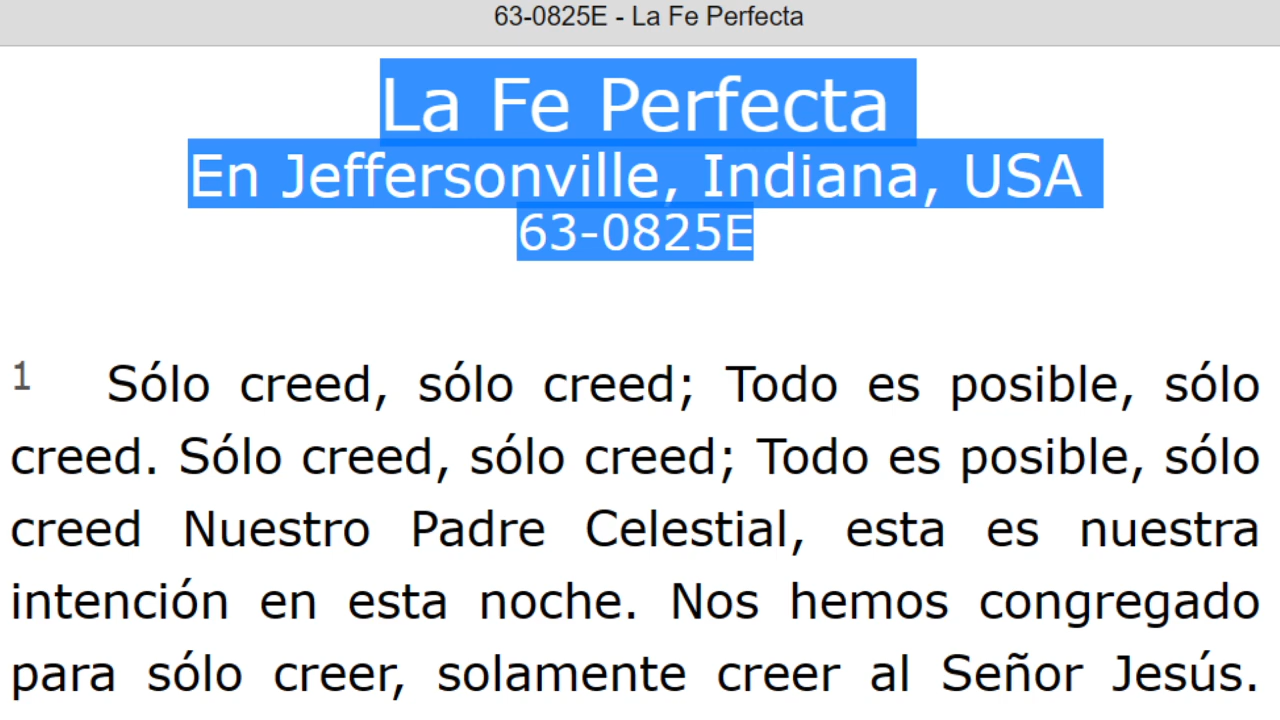 63-0825E - La Fe Perfecta
La Fe Perfecta
En Jeffersonville, Indiana, USA
63-0825E
1 Sólo creed, sólo creed; Todo es posible, sólo
creed. Sólo creed, sólo creed; Todo es posible, sólo
creed Nuestro Padre Celestial, esta es nuestra
intención en esta noche. Nos hemos congregado
para sólo creer, solamente creer al Señor Jesús.